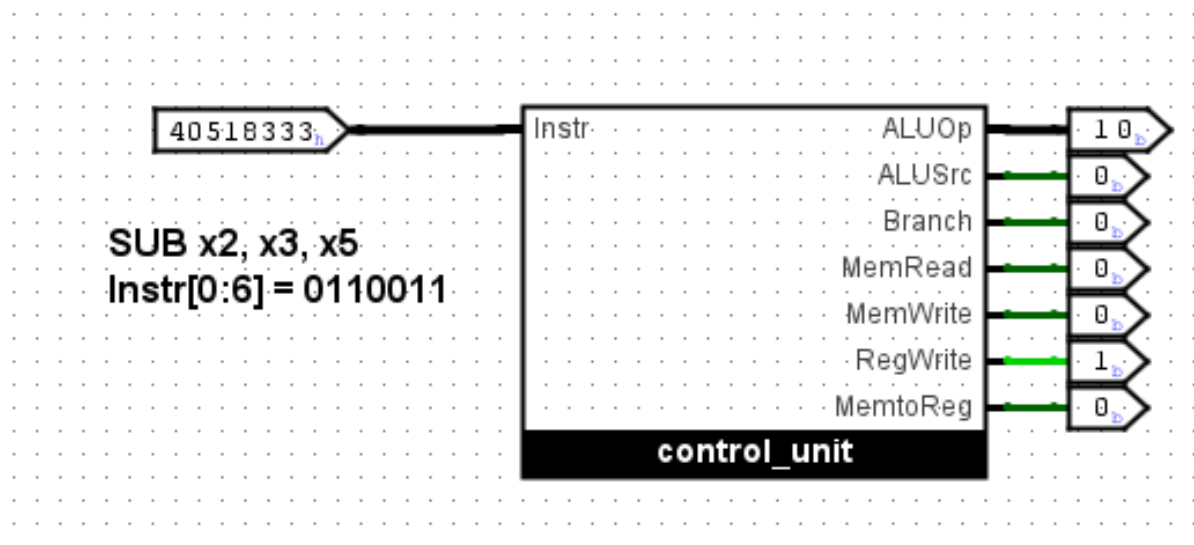 40518333h
Instr
ALUOp
10b
ALUSrc
0b
Branch
0b
MemRead
0b
MemWrite
0b
RegWrite
1b
MemtoReg
0b
SUB x2, x3, x5
Instr[0:6] = 0110011
control_unit